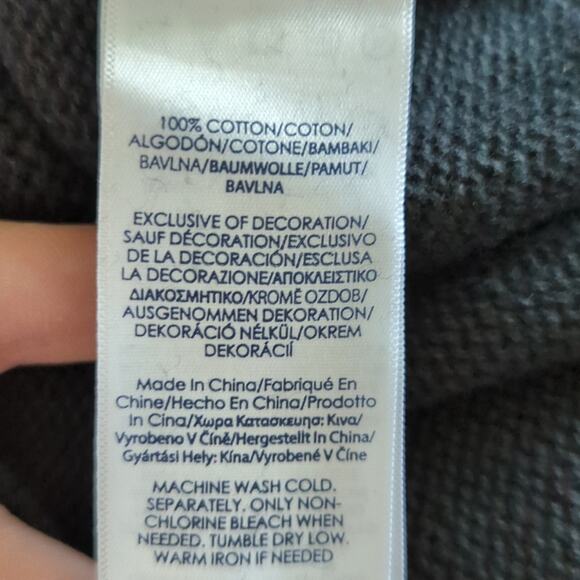 100% COTTON/COTON/
ALGODÓN/COTONE/ΒΑΜΒΑΚΙ/
BAVLNA/BAUMWOLLE/PAMUT/
BAVLNA
EXCLUSIVE OF DECORATION/
SAUF DÉCORATION/EXCLUSIVO
DE LA DECORACIÓN/ESCLUSA
LA DECORAZIONE/ΑΠΟΚΛΕΙΣΤΙΚΟ
ΔΙΑΚΟΣΜΗΤΙΚΟ/KROMĚ OZDOB/
AUSGENOMMEN DEKORATION/
DEKORÁCIÓ NÉLKÜL/OKREM
DEKORÁCIÍ
Made In China/Fabriqué En
Chine/Hecho En China/Prodotto
In Cina/Χωρα Κατασκευησ: Κινα/
Vyrobeno V Číně/Hergestellt In China/
Gyártási Hely: Kína/Vyrobené V Číne
MACHINE WASH COLD.
SEPARATELY. ONLY NON-
CHLORINE BLEACH WHEN
NEEDED. TUMBLE DRY LOW.
WARM IRON IF NEEDED